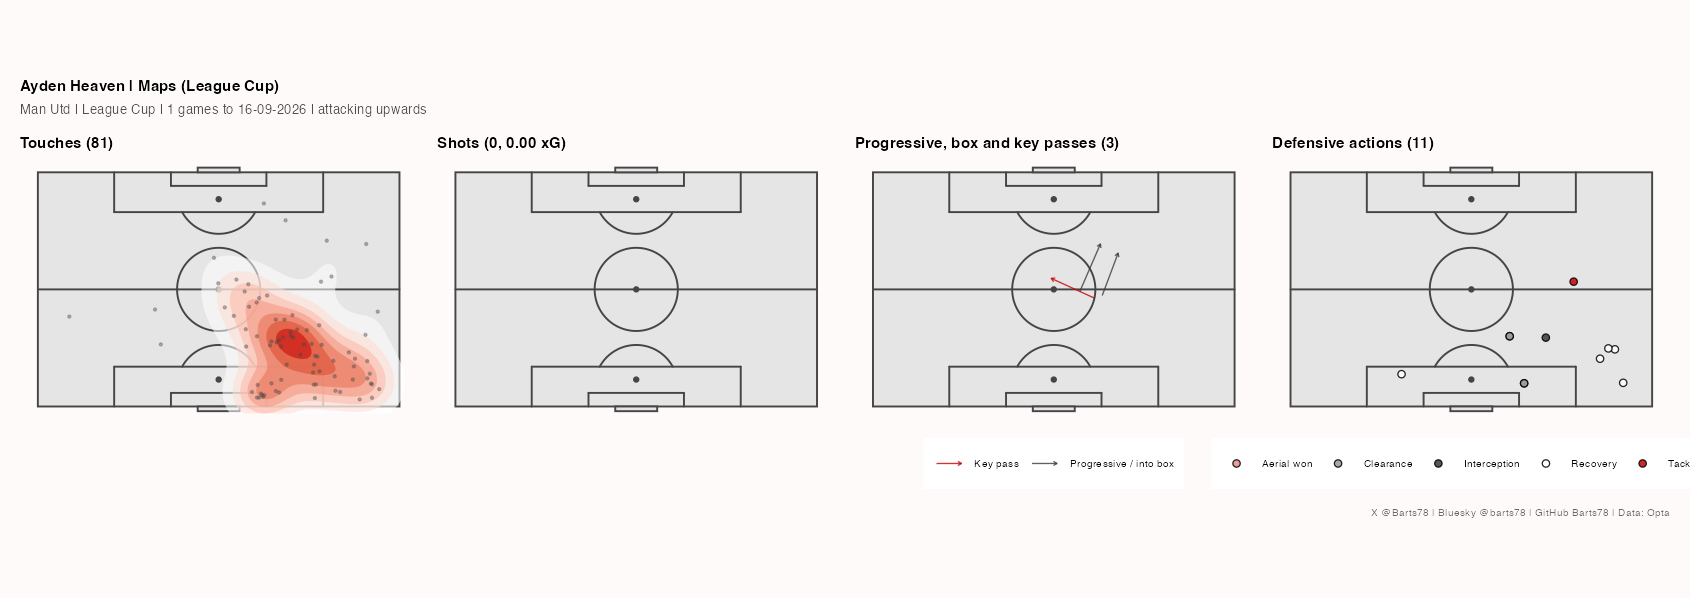 Ayden Heaven | Maps (League Cup)
Man Utd | League Cup | 1 games to 16-09-2026 | attacking upwards
Touches (81)
Shots (0, 0.00 xG)
Progressive, box and key passes (3)
Defensive actions (11)
Key pass
Progressive / into box
Aerial won
Clearance
Interception
Recovery
Tack
X @Barts78 | Bluesky @barts78 | GitHub Barts78 | Data: Opta